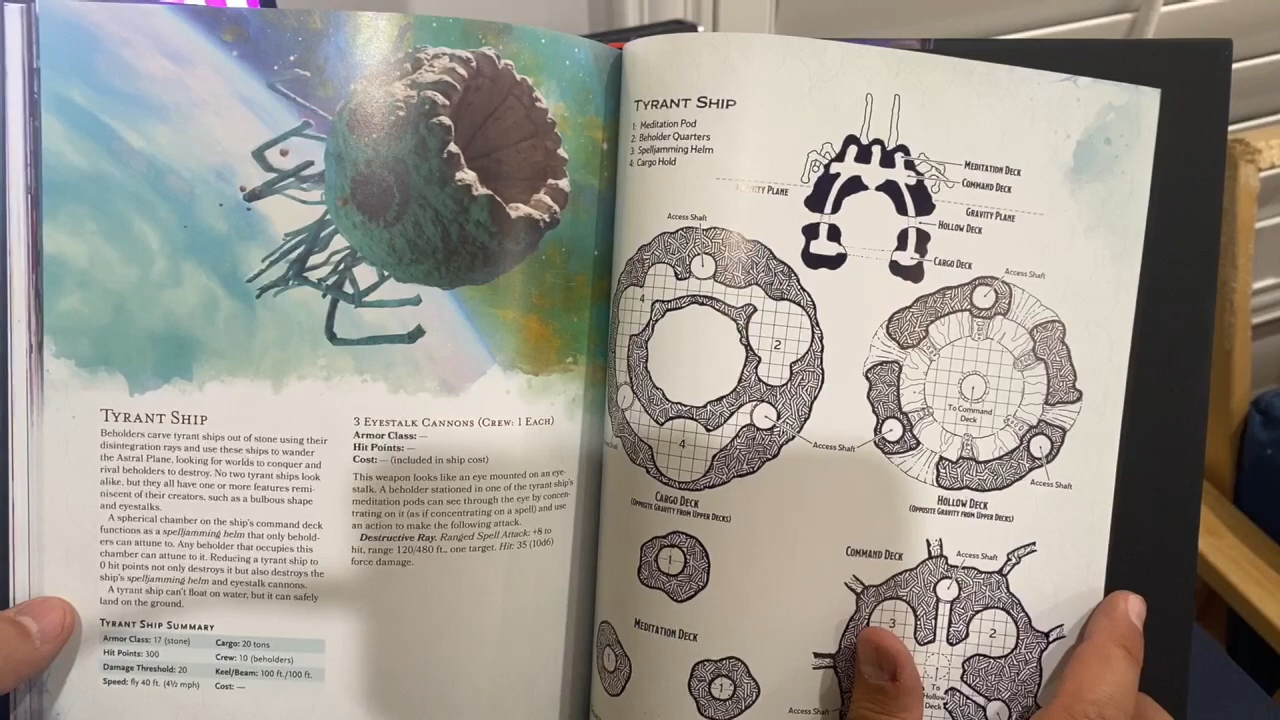 TYRANT SHIP
Beholders carve tyrant ships out of stone using their
disintegration rays and use these ships to wander
the Astral Plane, looking for worlds to conquer and
rival beholders to destroy. No two tyrant ships look
alike, but they all have one or more features remi-
niscent of their creators, such as a bulbous shape
and eyestalks.
A spherical chamber on the ship's command deck
functions as a spelljamming helm that only behold-
ers can attune to. Any beholder that occupies this
chamber can attune to it. Reducing a tyrant ship to
0 hit points not only destroys it but also destroys the
ship's spelljamming helm and eyestalk cannons.
A tyrant ship can't float on water, but it can safely
land on the ground.
TYRANT SHIP SUMMARY
Armor Class: 17 (stone)
Cargo: 20 tons
Hit Points: 300
Crew: 10 (beholders)
Damage Threshold: 20
Keel/Beam: 100 ft./100 ft.
Speed: fly 40 ft. (4½ mph)
Cost: —
3 EYESTALK CANNONS (CREW: 1 EACH)
Armor Class: —
Hit Points: —
Cost: — (included in ship cost)
This weapon looks like an eye mounted on an eye-
stalk. A beholder stationed in one of the tyrant ship's
meditation pods can see through the eye by concen-
trating on it (as if concentrating on a spell) and use
an action to make the following attack.
Destructive Ray. Ranged Spell Attack: +8 to
hit, range 120/480 ft., one target. Hit: 35 (10d6)
force damage.
TYRANT SHIP
1: Meditation Pod
2: Beholder Quarters
3: Spelljamming Helm
4: Cargo Hold
MEDITATION DECK
COMMAND DECK
PLANE
GRAVITY PLANE
HOLLOW DECK
CARGO DECK
Access Shaft
4
2
4
Access Shaft
CARGO DECK
(OPPOSITE GRAVITY FROM UPPER DECKS)
Access Shaft
To Command
Deck
Access Shaft
HOLLOW DECK
(OPPOSITE GRAVITY FROM UPPER DECKS)
1
MEDITATION DECK
1
1
COMMAND DECK
Access Shaft
3
2
To
Hollow
Deck
Access Shaft